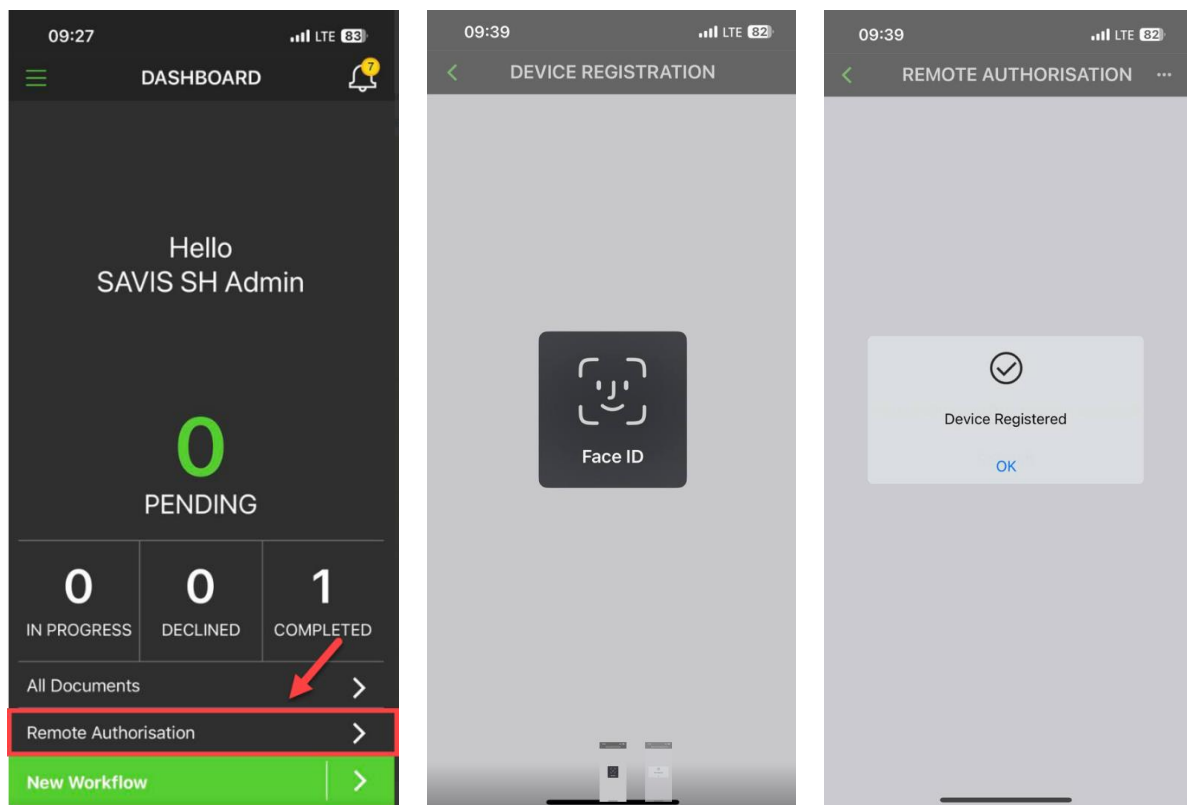 09:27 LTE 83
DASHBOARD 7
Hello
SAVIS SH Admin
0
PENDING
0 0 1
IN PROGRESS DECLINED COMPLETED
All Documents
Remote Authorisation
New Workflow
09:39 LTE 82
DEVICE REGISTRATION
Face ID
09:39 LTE 82
REMOTE AUTHORISATION ...
Device Registered
OK